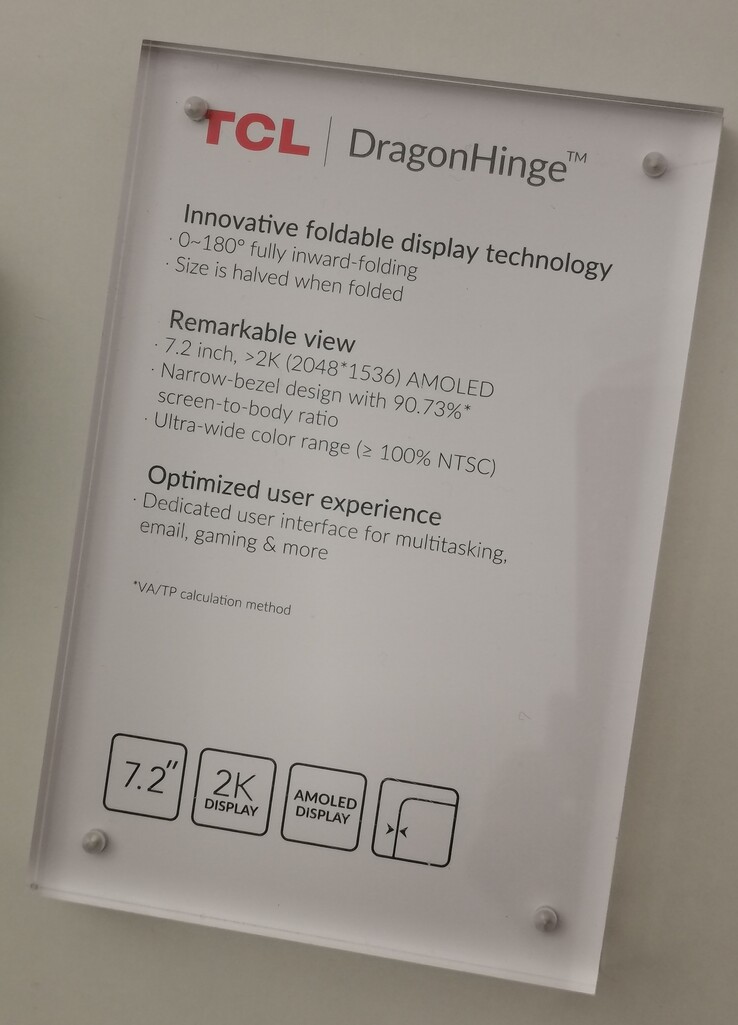 TCL | DragonHinge™
Innovative foldable display technology
· 0~180° fully inward-folding
· Size is halved when folded
Remarkable view
· 7.2 inch, >2K (2048*1536) AMOLED
· Narrow-bezel design with 90.73%*
screen-to-body ratio
· Ultra-wide color range (≥ 100% NTSC)
Optimized user experience
· Dedicated user interface for multitasking,
email, gaming & more
*VA/TP calculation method
7.2"
2K
DISPLAY
AMOLED
DISPLAY